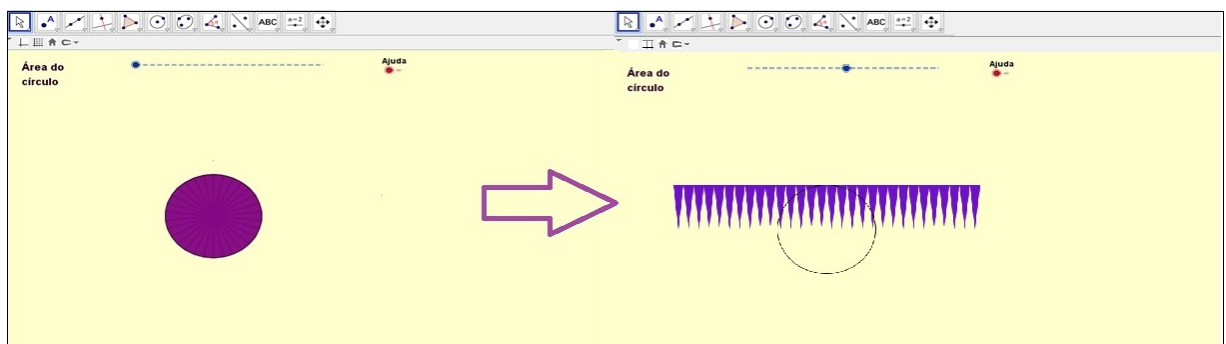 ABC
a=2
Área do
círculo
Ajuda
ABC
a=2
Área do
círculo
Ajuda